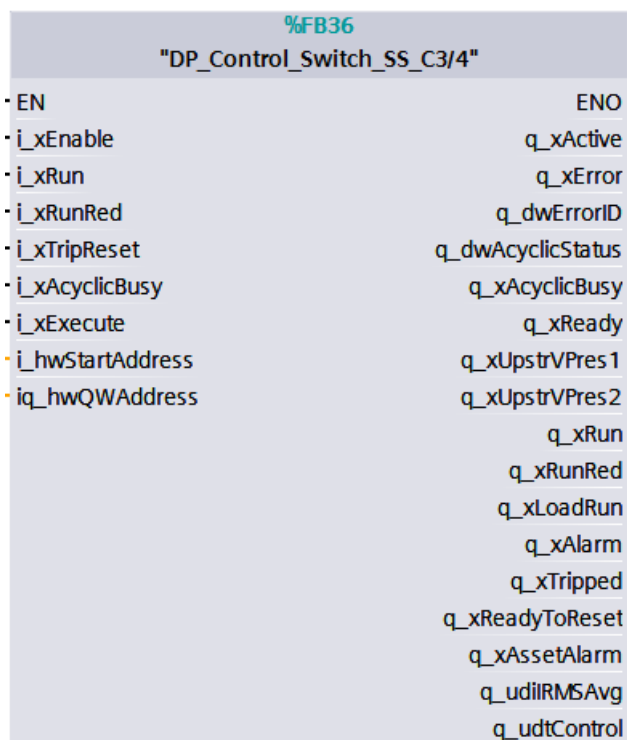 %FB36
"DP_Control_Switch_SS_C3/4"
EN ENO
i_xEnable q_xActive
i_xRun q_xError
i_xRunRed q_dwErrorID
i_xTripReset q_dwAcyclicStatus
i_xAcyclicBusy q_xAcyclicBusy
i_xExecute q_xReady
i_hwStartAddress q_xUpstrVPres1
iq_hwQWAddress q_xUpstrVPres2
q_xRun
q_xRunRed
q_xLoadRun
q_xAlarm
q_xTripped
q_xReadyToReset
q_xAssetAlarm
q_udiIRMSAvg
q_udtControl